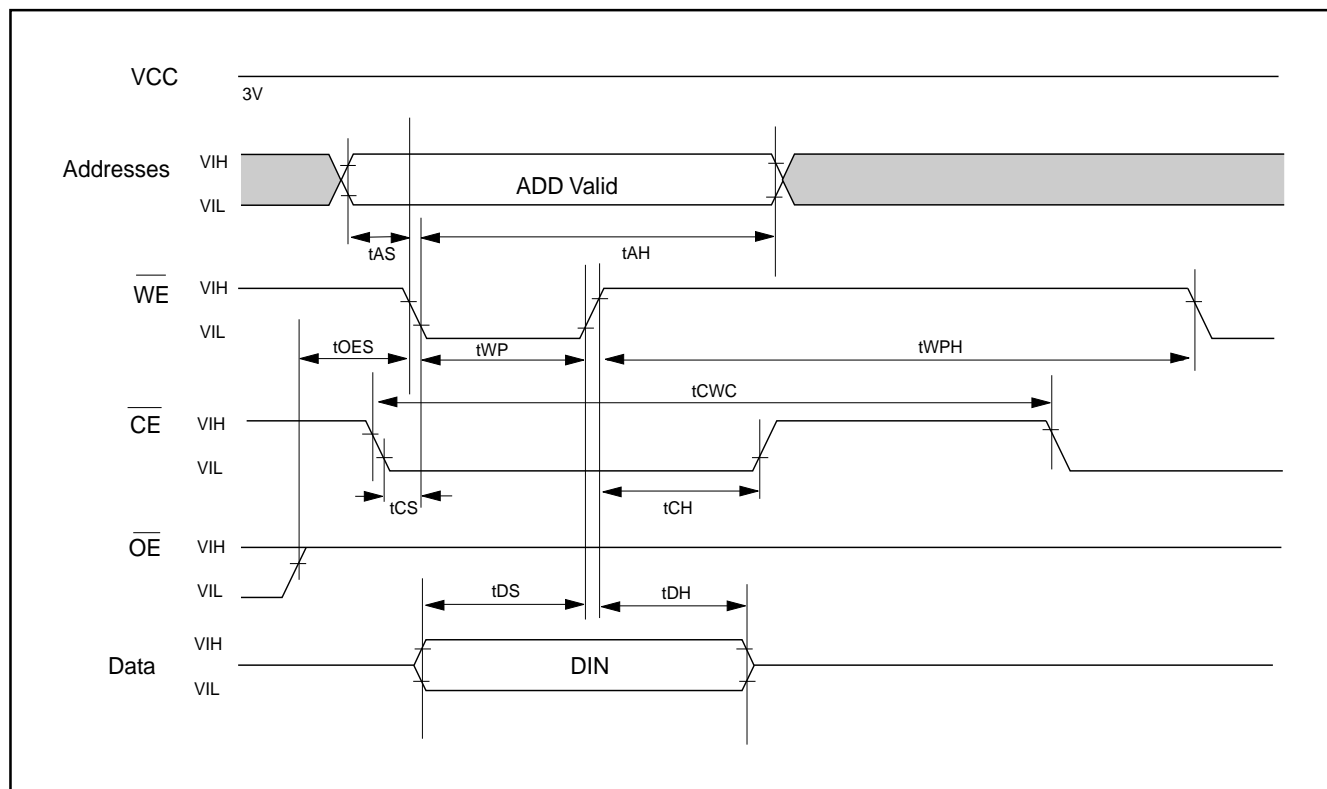 VCC
3V
Addresses
VIH
VIL
ADD Valid
tAS
tAH
WE
VIH
VIL
tOES
tWP
tWPH
tCWC
CE
VIH
VIL
tCS
tCH
OE
VIH
VIL
tDS
tDH
Data
VIH
VIL
DIN